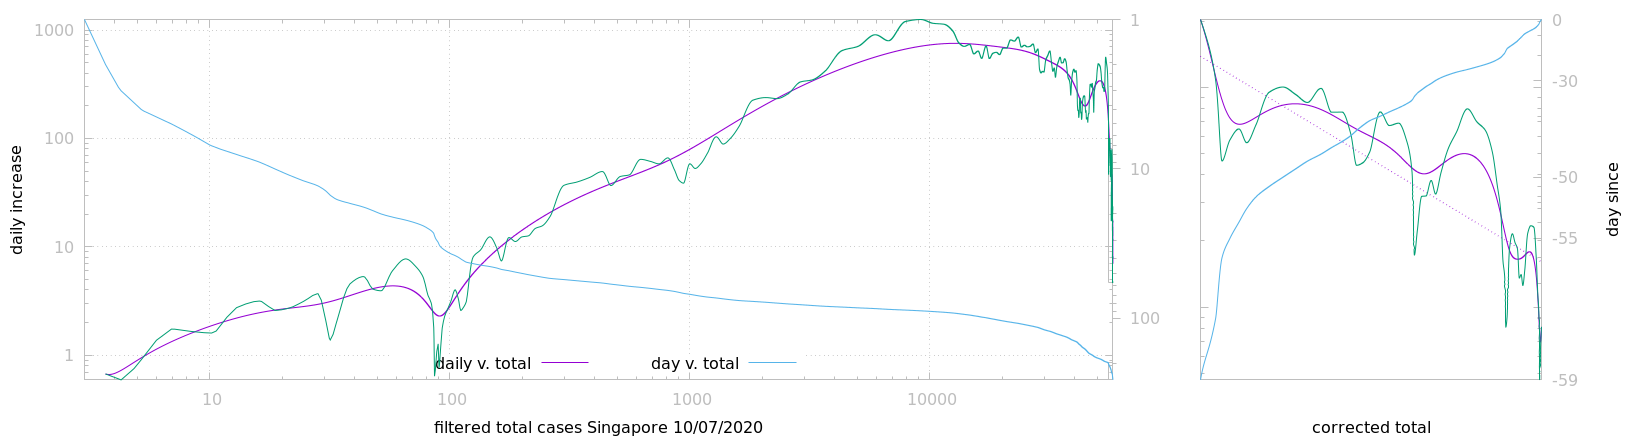 1000
100
10
1
daily increase
10
100
1000
10000
filtered total cases Singapore 10/07/2020
daily v. total
day v. total
1
10
100
0
-30
-50
-55
-59
day since
corrected total